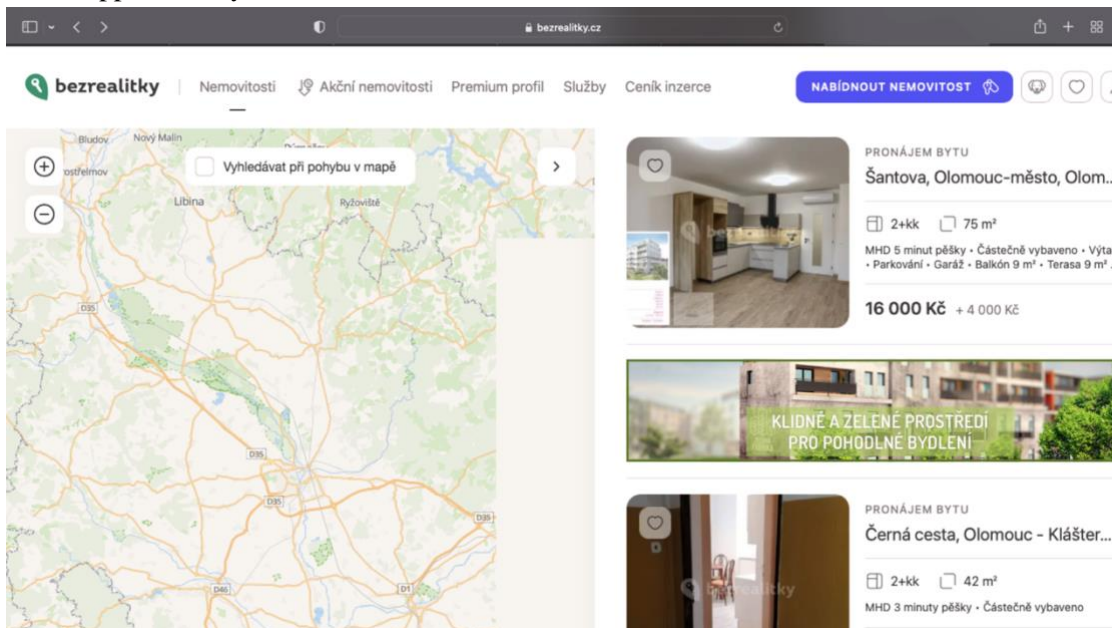 bezrealitky.cz
bezrealitky
Nemovitosti
Akční nemovitosti
Premium profil
Služby
Ceník inzerce
NABÍDNOUT NEMOVITOST
Bludov
Nový Malin
Vyhledávat při pohybu v mapě
Libina
Ryžoviště
D35
D35
D35
D35
D46
D1
PRONÁJEM BYTU
Šantova, Olomouc-město, Olom...
2+kk
75 m²
MHD 5 minut pěšky • Částečně vybaveno • Výta
• Parkování • Garáž • Balkón 9 m² • Terasa 9 m²
16 000 Kč + 4 000 Kč
KLIDNÉ A ZELENÉ PROSTŘEDÍ
PRO POHODLNÉ BYDLENÍ
PRONÁJEM BYTU
Černá cesta, Olomouc - Klášter...
2+kk
42 m²
MHD 3 minuty pěšky • Částečně vybaveno
bezrealitky